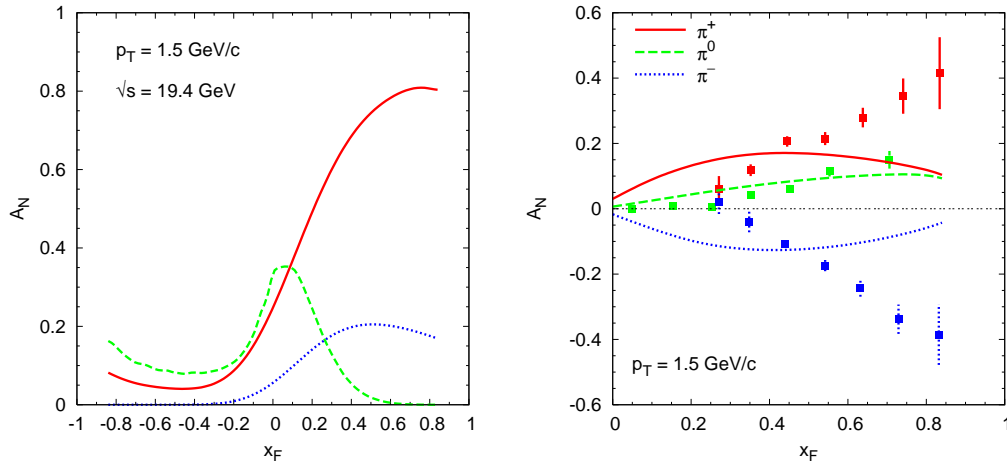 1
0.8
0.6
0.4
0.2
0
A_N
p_T = 1.5 GeV/c
√s = 19.4 GeV
-1 -0.8 -0.6 -0.4 -0.2 0 0.2 0.4 0.6 0.8 1
x_F
0.6
0.4
0.2
0
-0.2
-0.4
-0.6
A_N
π⁺
π⁰
π⁻
p_T = 1.5 GeV/c
0 0.2 0.4 0.6 0.8 1
x_F